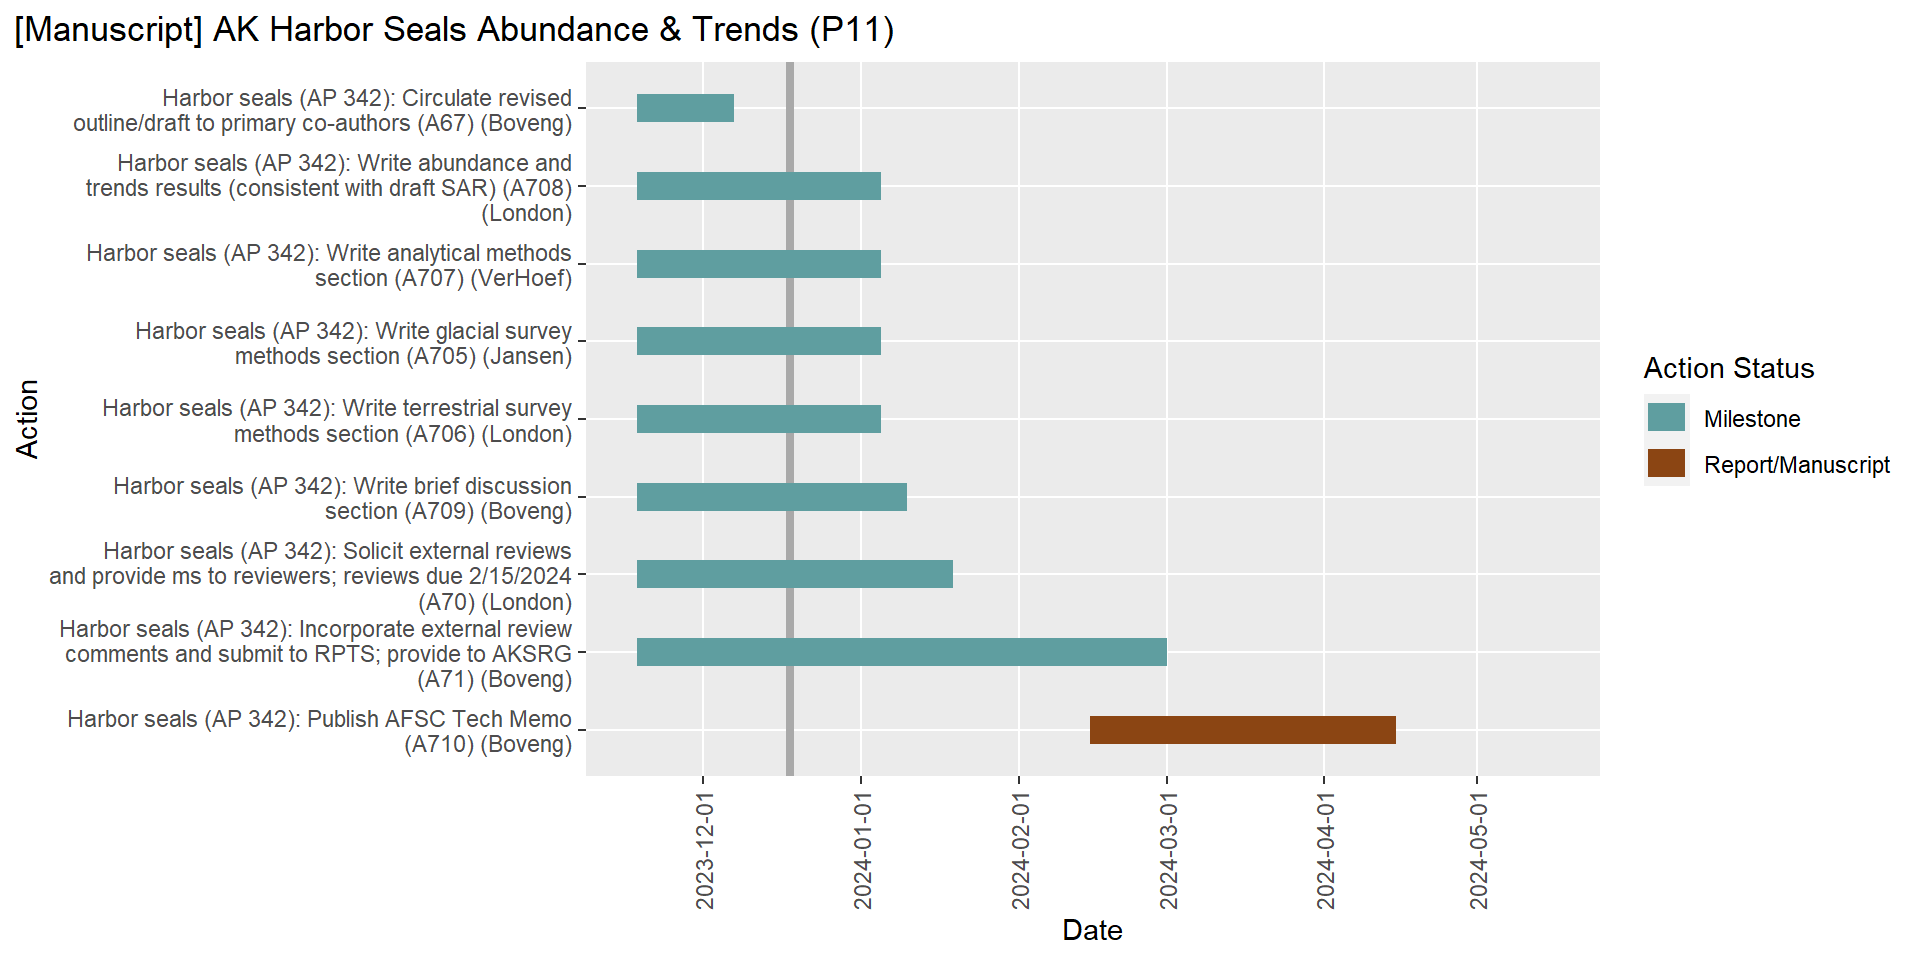 [Manuscript] AK Harbor Seals Abundance & Trends (P11)
Action
Harbor seals (AP 342): Circulate revised
outline/draft to primary co-authors (A67) (Boveng)
Harbor seals (AP 342): Write abundance and
trends results (consistent with draft SAR) (A708)
(London)
Harbor seals (AP 342): Write analytical methods
section (A707) (VerHoef)
Harbor seals (AP 342): Write glacial survey
methods section (A705) (Jansen)
Harbor seals (AP 342): Write terrestrial survey
methods section (A706) (London)
Harbor seals (AP 342): Write brief discussion
section (A709) (Boveng)
Harbor seals (AP 342): Solicit external reviews
and provide ms to reviewers; reviews due 2/15/2024
(A70) (London)
Harbor seals (AP 342): Incorporate external review
comments and submit to RPTS; provide to AKSRG
(A71) (Boveng)
Harbor seals (AP 342): Publish AFSC Tech Memo
(A710) (Boveng)
2023-12-01
2024-01-01
2024-02-01
2024-03-01
2024-04-01
2024-05-01
Date
Action Status
Milestone
Report/Manuscript